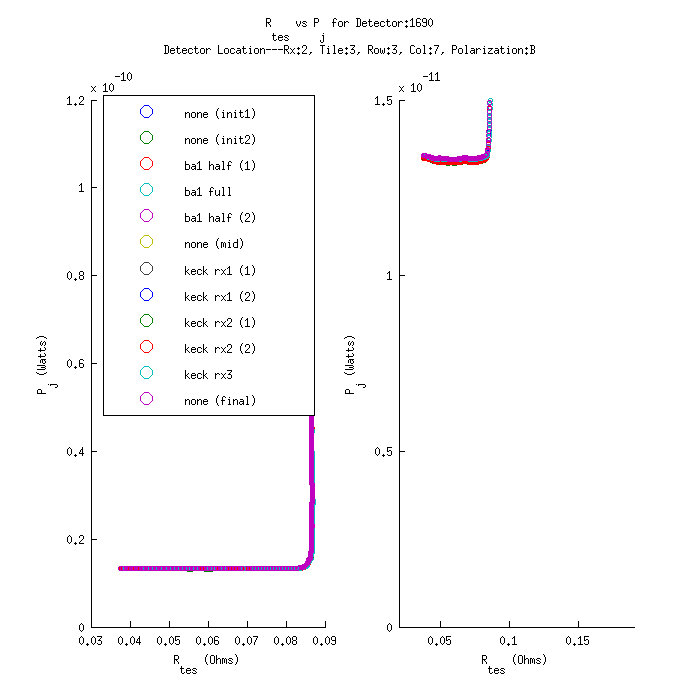 R tes vs P j for Detector:1690
Detector Location---Rx:2, Tile:3, Row:3, Col:7, Polarization:B
x 10^-10
1.2
1
0.8
0.6
0.4
0.2
0
P j (Watts)
0.03 0.04 0.05 0.06 0.07 0.08 0.09
R tes (Ohms)
none (init1)
none (init2)
ba1 half (1)
ba1 full
ba1 half (2)
none (mid)
keck rx1 (1)
keck rx1 (2)
keck rx2 (1)
keck rx2 (2)
keck rx3
none (final)
x 10^-11
1.5
1
0.5
0
P j (Watts)
0.05 0.1 0.15
R tes (Ohms)